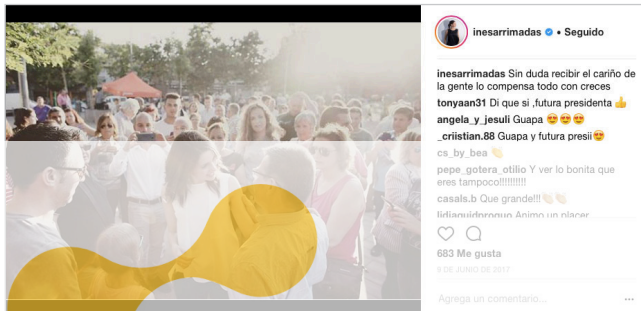 inesarrimadas • Seguido
inesarrimadas Sin duda recibir el cariño de
la gente lo compensa todo con creces
tonyaan31 Di que si ,futura presidenta 👍
angela_y_jesuli Guapa 😍😍😍
_criistian.88 Guapa y futura presii😍
cs_by_bea 👏
pepe_gotera_otilio Y ver lo bonita que
eres tampoco!!!!!!!!!!
casals.b Que grande!!!👏👏
lidiaquidproquo Animo un placer
683 Me gusta
9 DE JUNIO DE 2017
Agrega un comentario...